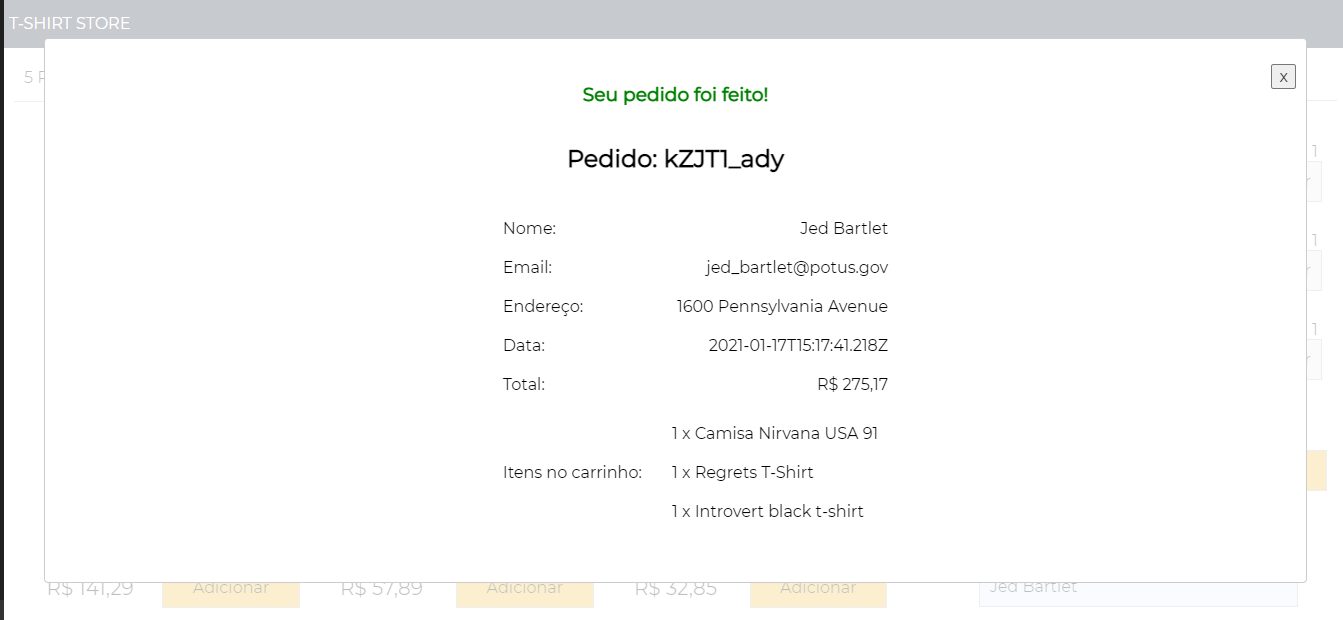 T-SHIRT STORE
5
x
Seu pedido foi feito!
Pedido: kZJT1_ady
1
Nome: Jed Bartlet
1
Email: jed_bartlet@potus.gov
Endereço: 1600 Pennsylvania Avenue
1
Data: 2021-01-17T15:17:41.218Z
Total: R$ 275,17
Itens no carrinho:
1 x Camisa Nirvana USA 91
1 x Regrets T-Shirt
1 x Introvert black t-shirt
R$ 141,29 Adicionar R$ 57,89 Adicionar R$ 32,85 Adicionar Jed Bartlet